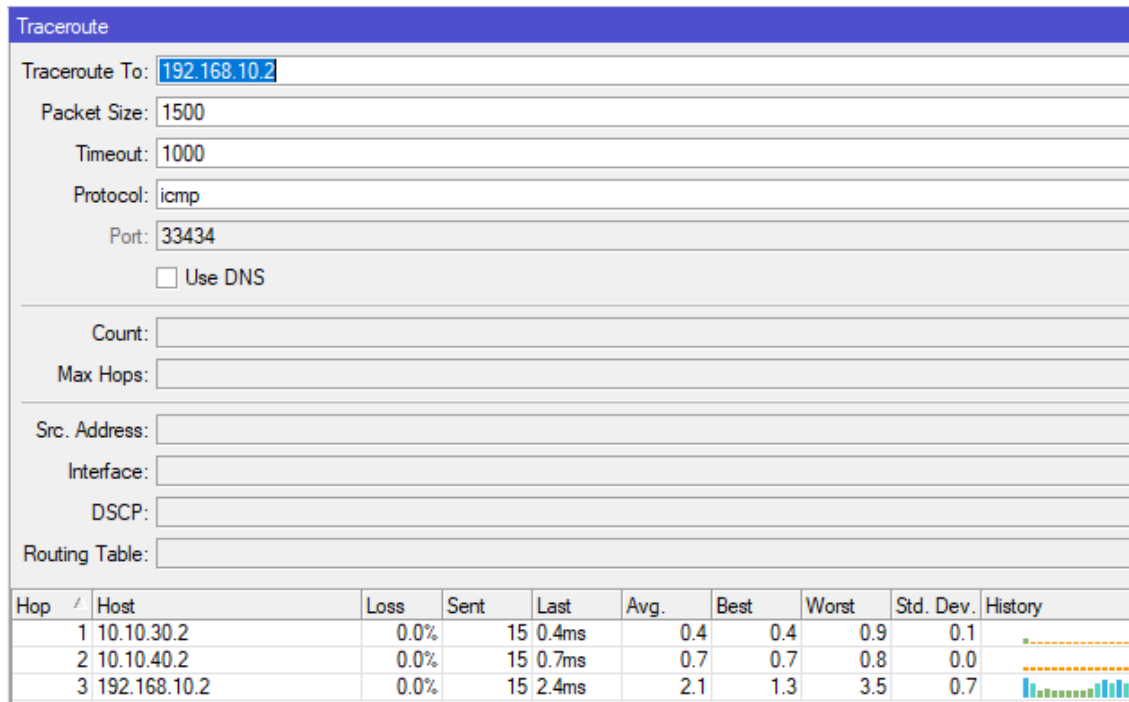 Traceroute
Traceroute To: 192.168.10.2
Packet Size: 1500
Timeout: 1000
Protocol: icmp
Port: 33434
Use DNS
Count:
Max Hops:
Src. Address:
Interface:
DSCP:
Routing Table:
Hop Host Loss Sent Last Avg. Best Worst Std. Dev. History
1 10.10.30.2 0.0% 15 0.4ms 0.4 0.4 0.9 0.1
2 10.10.40.2 0.0% 15 0.7ms 0.7 0.7 0.8 0.0
3 192.168.10.2 0.0% 15 2.4ms 2.1 1.3 3.5 0.7